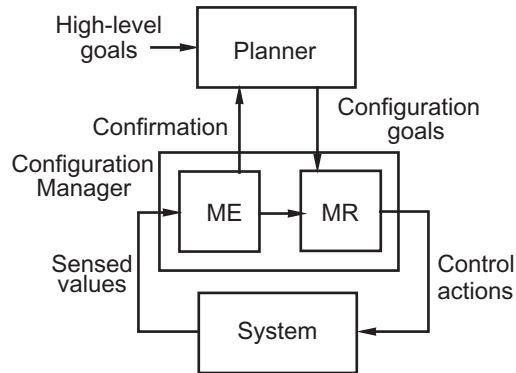 High-level
goals
Planner
Confirmation
Configuration
goals
Configuration
Manager
ME
MR
Sensed
values
Control
actions
System